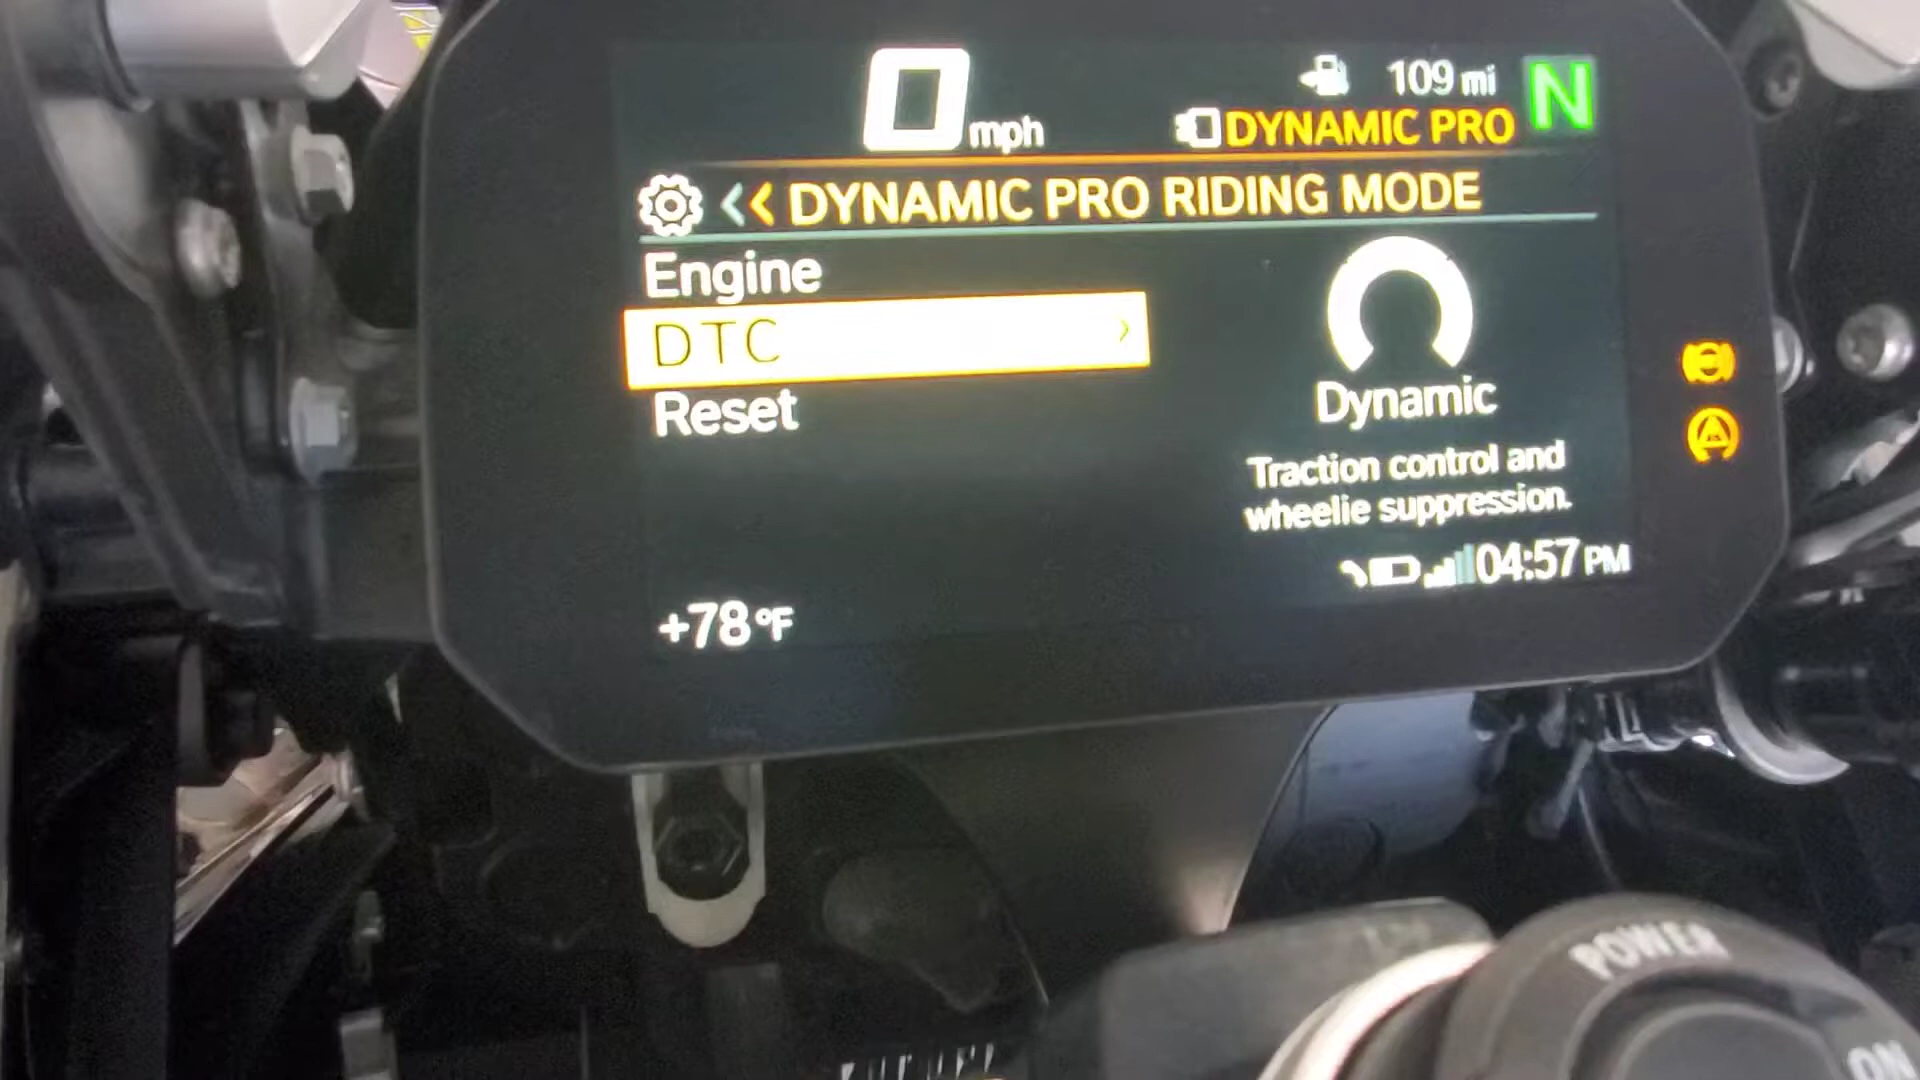 0 mph
109 mi
DYNAMIC PRO
N
DYNAMIC PRO RIDING MODE
Engine
DTC
Reset
Dynamic
Traction control and
wheelie suppression.
04:57 PM
+78 °F
POWER
ON